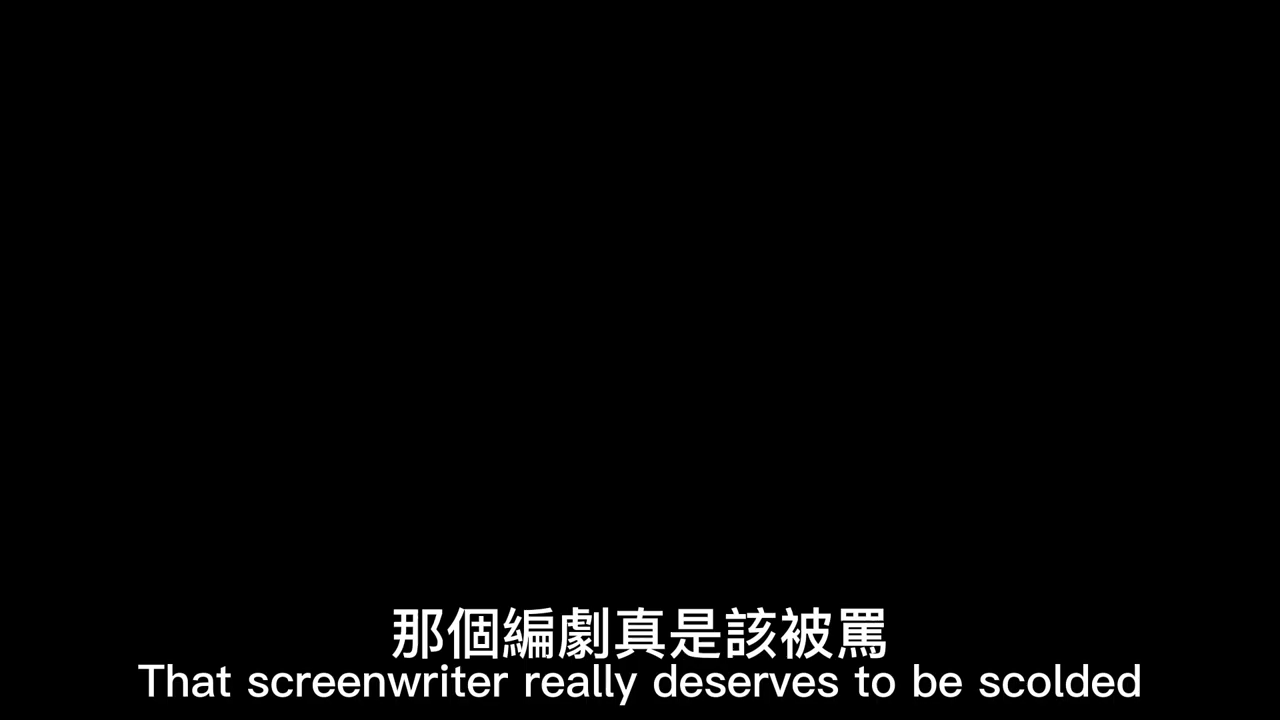 那個編劇真是該被罵
That screenwriter really deserves to be scolded